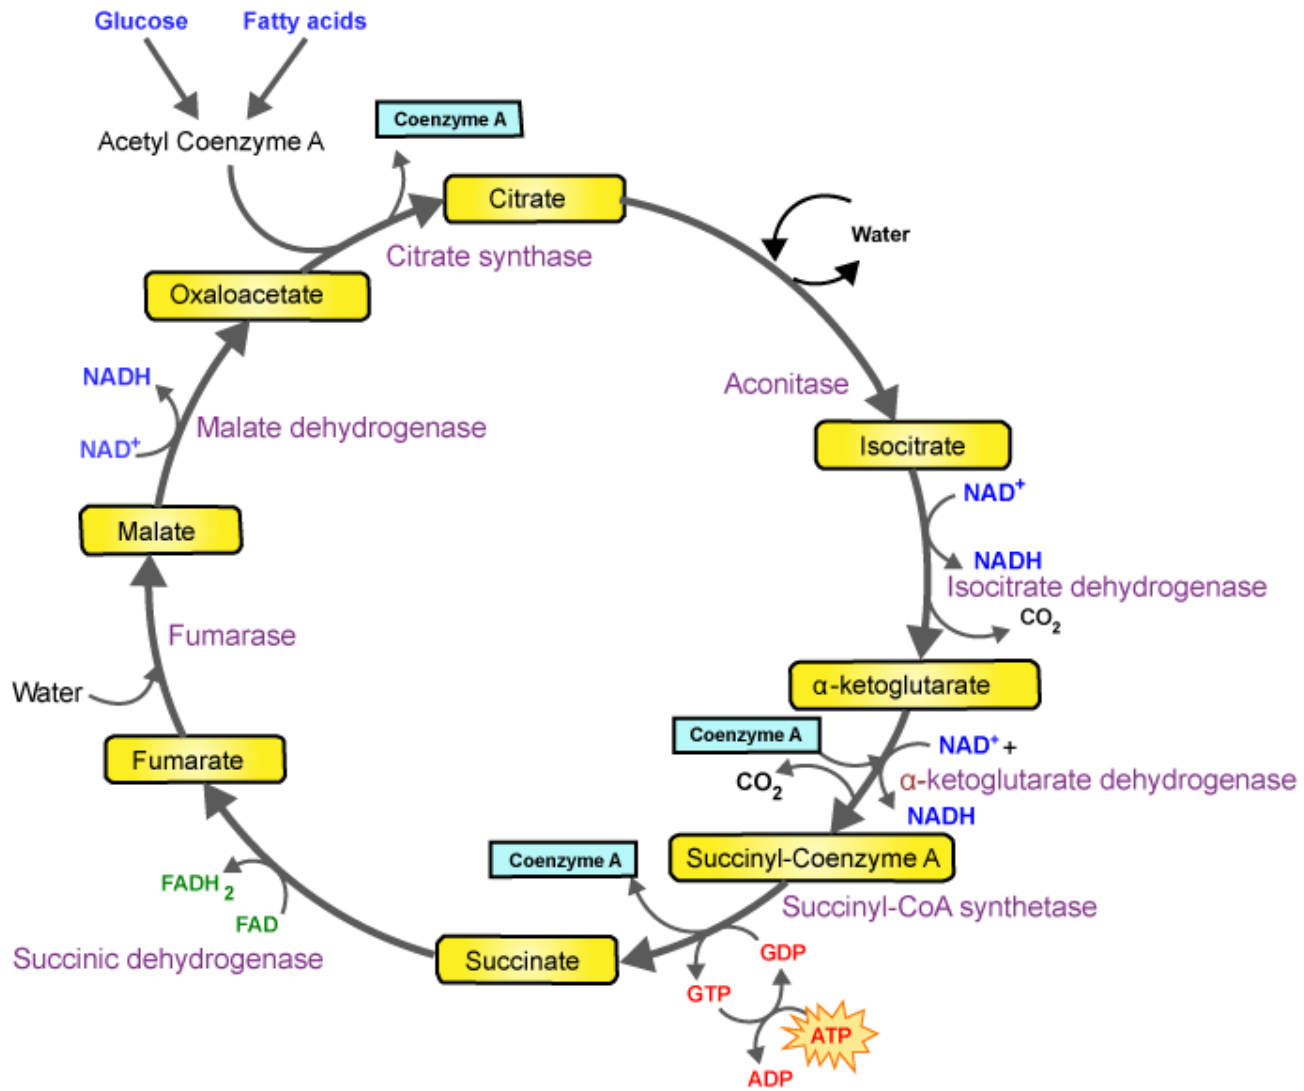 Glucose
Fatty acids
Acetyl Coenzyme A
Coenzyme A
Citrate
Citrate synthase
Water
Oxaloacetate
Aconitase
NADH
Malate dehydrogenase
NAD⁺
Isocitrate
NAD⁺
NADH
Isocitrate dehydrogenase
CO₂
Malate
Fumarase
Water
α-ketoglutarate
Coenzyme A
NAD⁺ +
CO₂
α-ketoglutarate dehydrogenase
NADH
Fumarate
Succinyl-Coenzyme A
Coenzyme A
Succinyl-CoA synthetase
FADH₂
FAD
Succinic dehydrogenase
Succinate
GDP
GTP
ATP
ADP